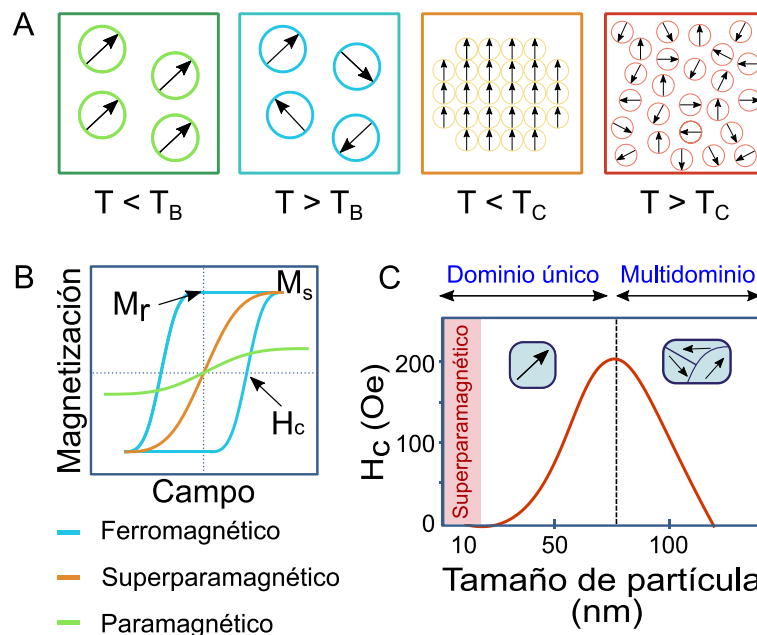 A
T < TB
T > TB
T < TC
T > TC
B
Magnetización
Mr
Ms
Hc
Campo
Ferromagnético
Superparamagnético
Paramagnético
C
Dominio único
Multidominio
Superparamagnético
HC (Oe)
200
100
0
10
50
100
Tamaño de partícula
(nm)